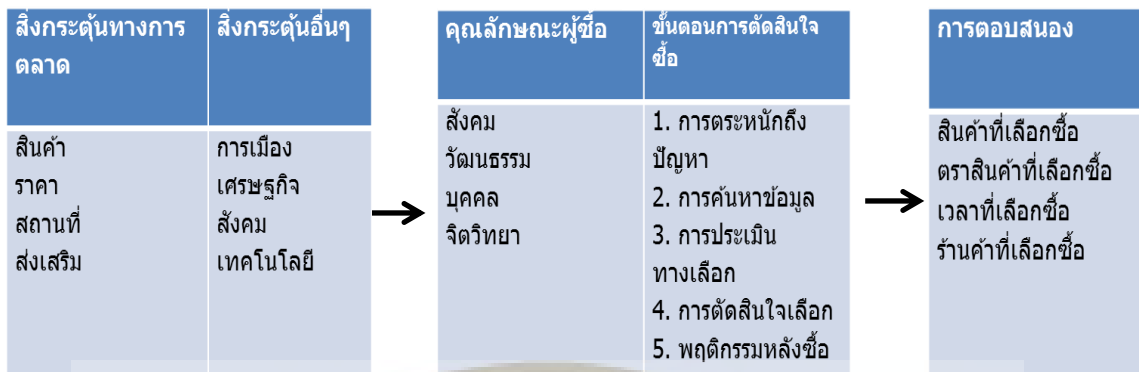 สิ่งกระตุ้นทางการ
ตลาด
สิ่งกระตุ้นอื่นๆ
สินค้า
ราคา
สถานที่
ส่งเสริม
การเมือง
เศรษฐกิจ
สังคม
เทคโนโลยี
คุณลักษณะผู้ซื้อ
ขั้นตอนการตัดสินใจ
ซื้อ
สังคม
วัฒนธรรม
บุคคล
จิตวิทยา
1. การตระหนักถึง
ปัญหา
2. การค้นหาข้อมูล
3. การประเมิน
ทางเลือก
4. การตัดสินใจเลือก
5. พฤติกรรมหลังซื้อ
การตอบสนอง
สินค้าที่เลือกซื้อ
ตราสินค้าที่เลือกซื้อ
เวลาที่เลือกซื้อ
ร้านค้าที่เลือกซื้อ